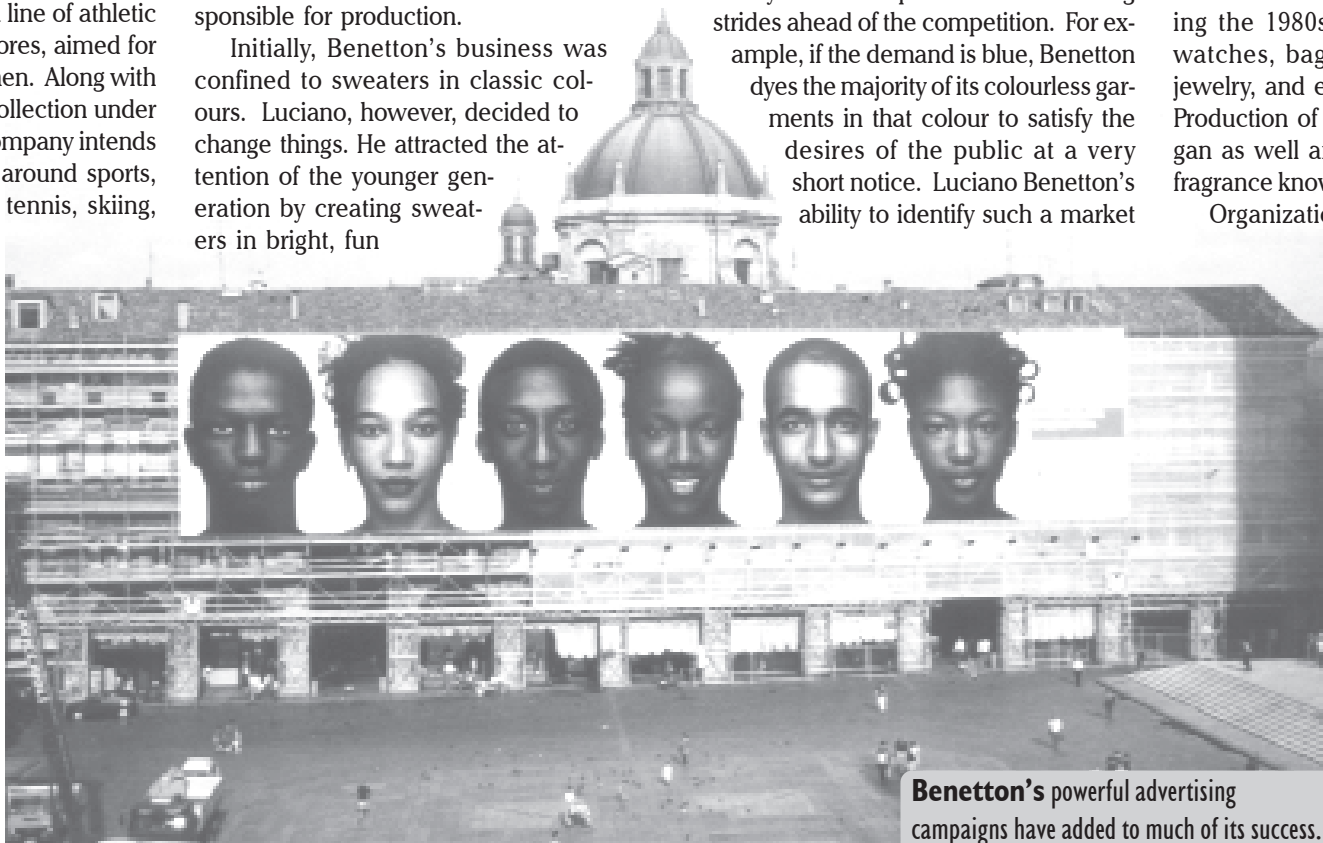 line of athletic
ores, aimed for
en. Along with
ollection under
ompany intends
around sports,
tennis, skiing,
sponsible for production.
Initially, Benetton’s business was
confined to sweaters in classic col-
ours. Luciano, however, decided to
change things. He attracted the at-
tention of the younger gen-
eration by creating sweat-
ers in bright, fun
strides ahead of the competition. For ex-
ample, if the demand is blue, Benetton
dyes the majority of its colourless gar-
ments in that colour to satisfy the
desires of the public at a very
short notice. Luciano Benetton’s
ability to identify such a market
ing the 1980s
watches, bag
jewelry, and e
Production of
gan as well a
fragrance know
Organizatio
Benetton’s powerful advertising
campaigns have added to much of its success.